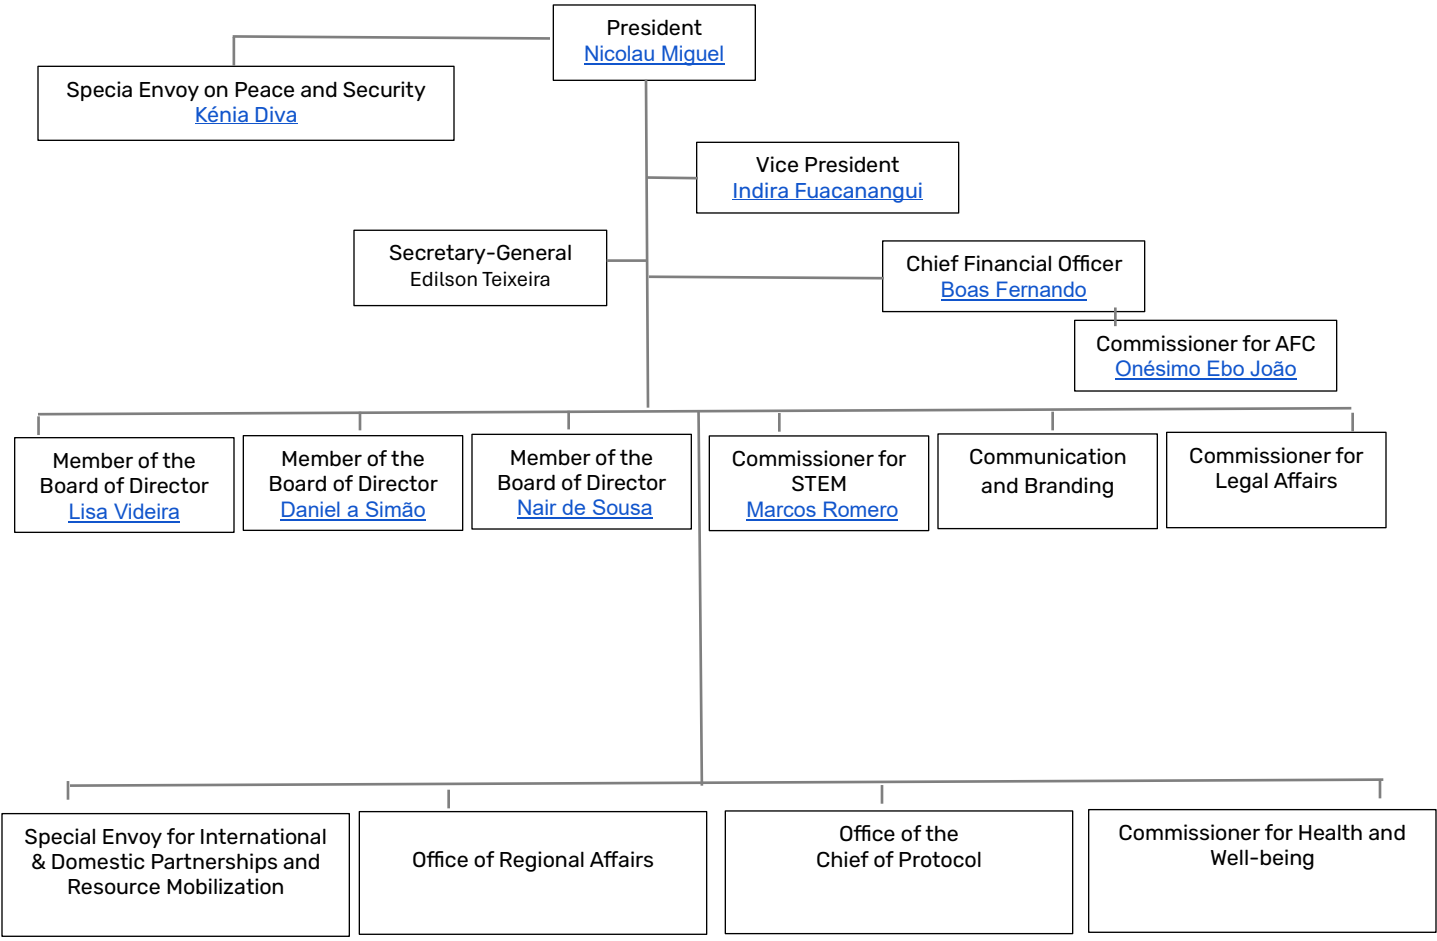 President
Nicolau Miguel
Specia Envoy on Peace and Security
Kénia Diva
Vice President
Indira Fuacanangui
Secretary-General
Edilson Teixeira
Chief Financial Officer
Boas Fernando
Commissioner for AFC
Onésimo Ebo João
Member of the
Board of Director
Lisa Videira
Member of the
Board of Director
Daniel a Simão
Member of the
Board of Director
Nair de Sousa
Commissioner for
STEM
Marcos Romero
Communication
and Branding
Commissioner for
Legal Affairs
Special Envoy for International
& Domestic Partnerships and
Resource Mobilization
Office of Regional Affairs
Office of the
Chief of Protocol
Commissioner for Health and
Well-being